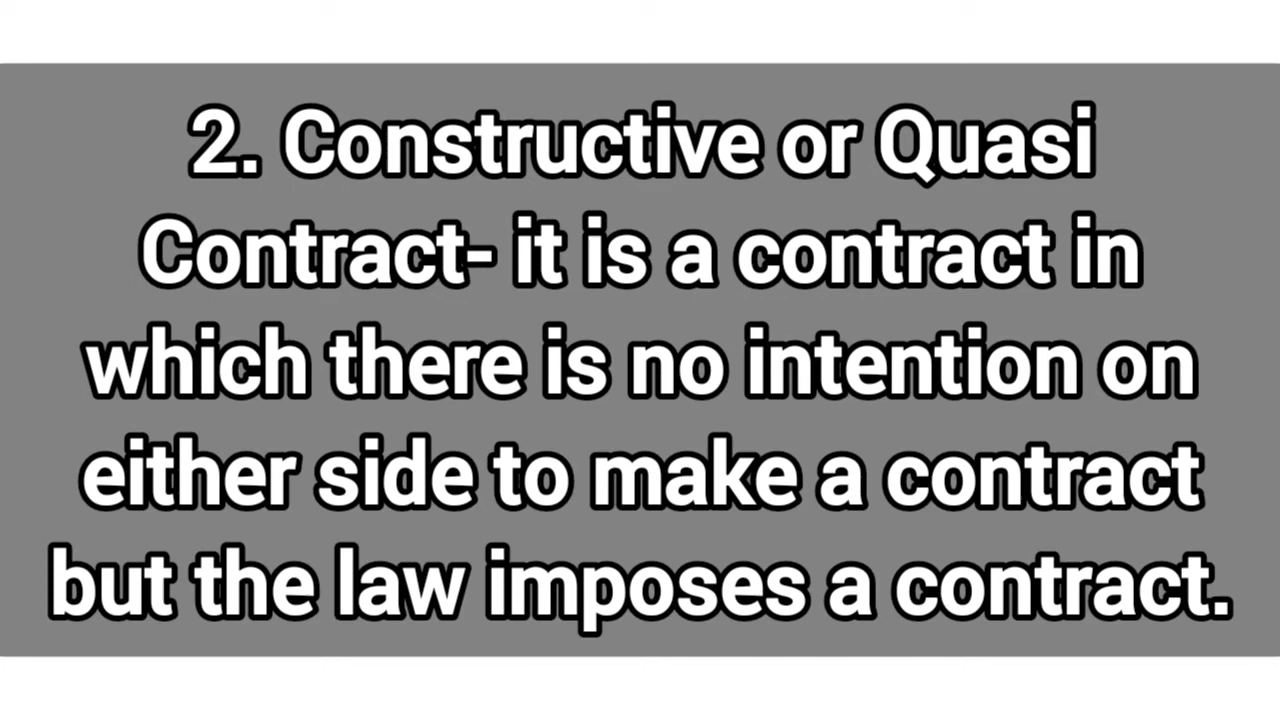 2. Constructive or Quasi
Contract- it is a contract in
which there is no intention on
either side to make a contract
but the law imposes a contract.